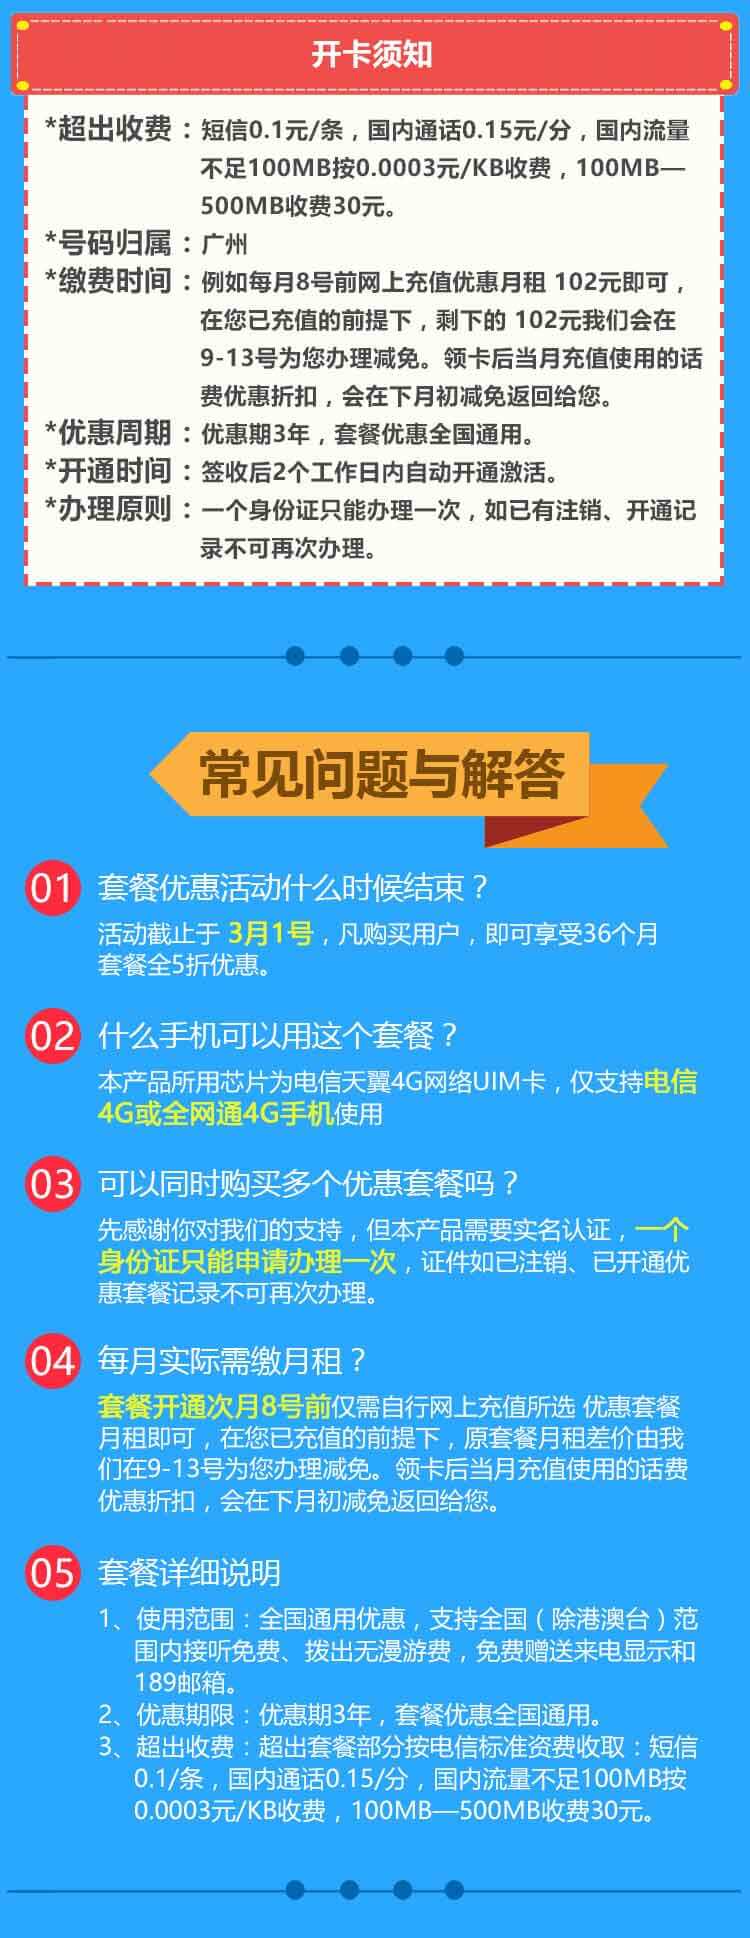 开卡须知
*超出收费：短信0.1元/条，国内通话0.15元/分，国内流量
不足100MB按0.0003元/KB收费，100MB—
500MB收费30元。
*号码归属：广州
*缴费时间：例如每月8号前网上充值优惠月租 102元即可，
在您已充值的前提下，剩下的 102元我们会在
9-13号为您办理减免。领卡后当月充值使用的话
费优惠折扣，会在下月初减免返回给您。
*优惠周期：优惠期3年，套餐优惠全国通用。
*开通时间：签收后2个工作日内自动开通激活。
*办理原则：一个身份证只能办理一次，如已有注销、开通记
录不可再次办理。
常见问题与解答
01 套餐优惠活动什么时候结束？
活动截止于 3月1号，凡购买用户，即可享受36个月
套餐全5折优惠。
02 什么手机可以用这个套餐？
本产品所用芯片为电信天翼4G网络UIM卡，仅支持电信
4G或全网通4G手机使用
03 可以同时购买多个优惠套餐吗？
先感谢你对我们的支持，但本产品需要实名认证，一个
身份证只能申请办理一次，证件如已注销、已开通优
惠套餐记录不可再次办理。
04 每月实际需缴月租？
套餐开通次月8号前仅需自行网上充值所选 优惠套餐
月租即可，在您已充值的前提下，原套餐月租差价由我
们在9-13号为您办理减免。领卡后当月充值使用的话费
优惠折扣，会在下月初减免返回给您。
05 套餐详细说明
1、使用范围：全国通用优惠，支持全国（除港澳台）范
围内接听免费、拨出无漫游费，免费赠送来电显示和
189邮箱。
2、优惠期限：优惠期3年，套餐优惠全国通用。
3、超出收费：超出套餐部分按电信标准资费收取：短信
0.1/条，国内通话0.15/分，国内流量不足100MB按
0.0003元/KB收费，100MB—500MB收费30元。